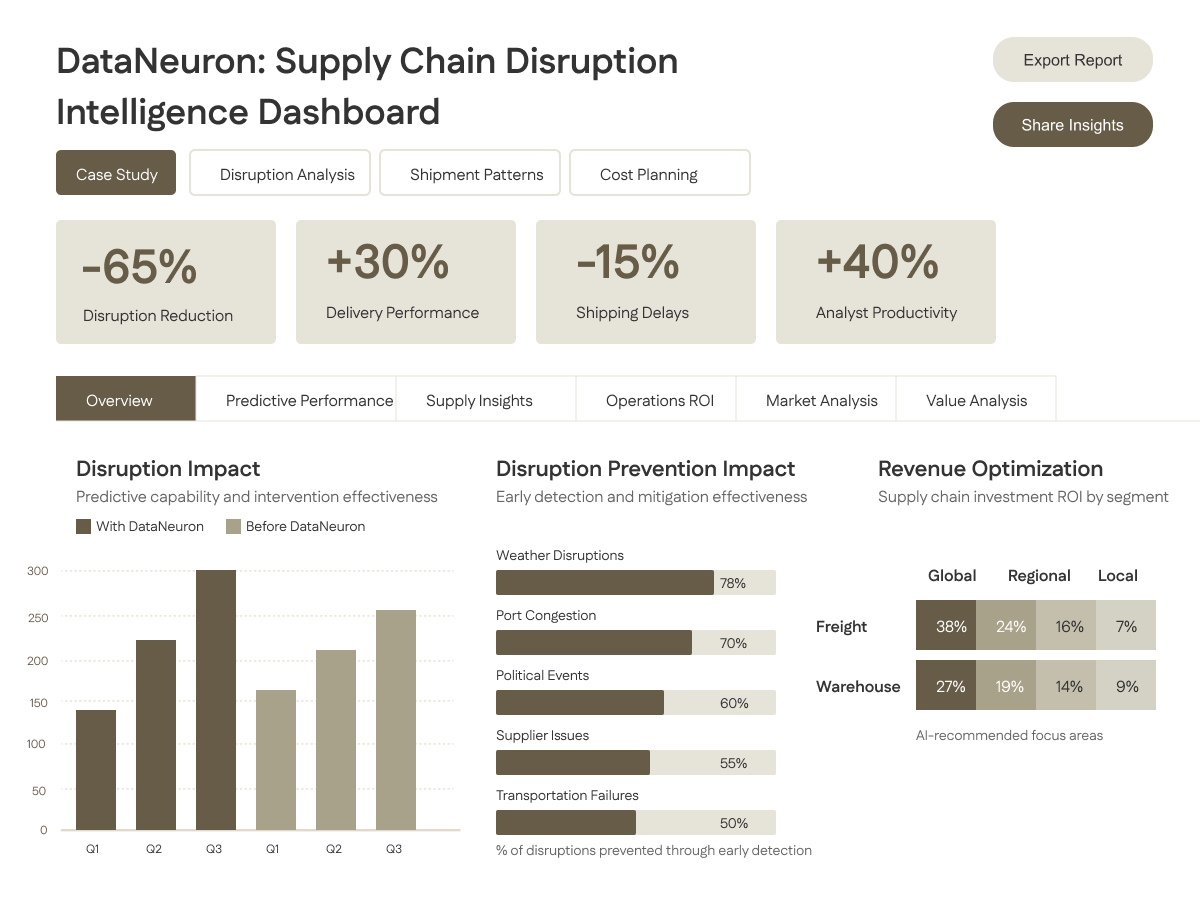 DataNeuron: Supply Chain Disruption
Intelligence Dashboard
Export Report
Share Insights
Case Study
Disruption Analysis
Shipment Patterns
Cost Planning
-65%
Disruption Reduction
+30%
Delivery Performance
-15%
Shipping Delays
+40%
Analyst Productivity
Overview
Predictive Performance
Supply Insights
Operations ROI
Market Analysis
Value Analysis
Disruption Impact
Predictive capability and intervention effectiveness
With DataNeuron
Before DataNeuron
300
250
200
150
100
50
0
Q1
Q2
Q3
Q1
Q2
Q3
Disruption Prevention Impact
Early detection and mitigation effectiveness
Weather Disruptions
78%
Port Congestion
70%
Political Events
60%
Supplier Issues
55%
Transportation Failures
50%
% of disruptions prevented through early detection
Revenue Optimization
Supply chain investment ROI by segment
Global Regional Local
Freight 38% 24% 16% 7%
Warehouse 27% 19% 14% 9%
AI-recommended focus areas